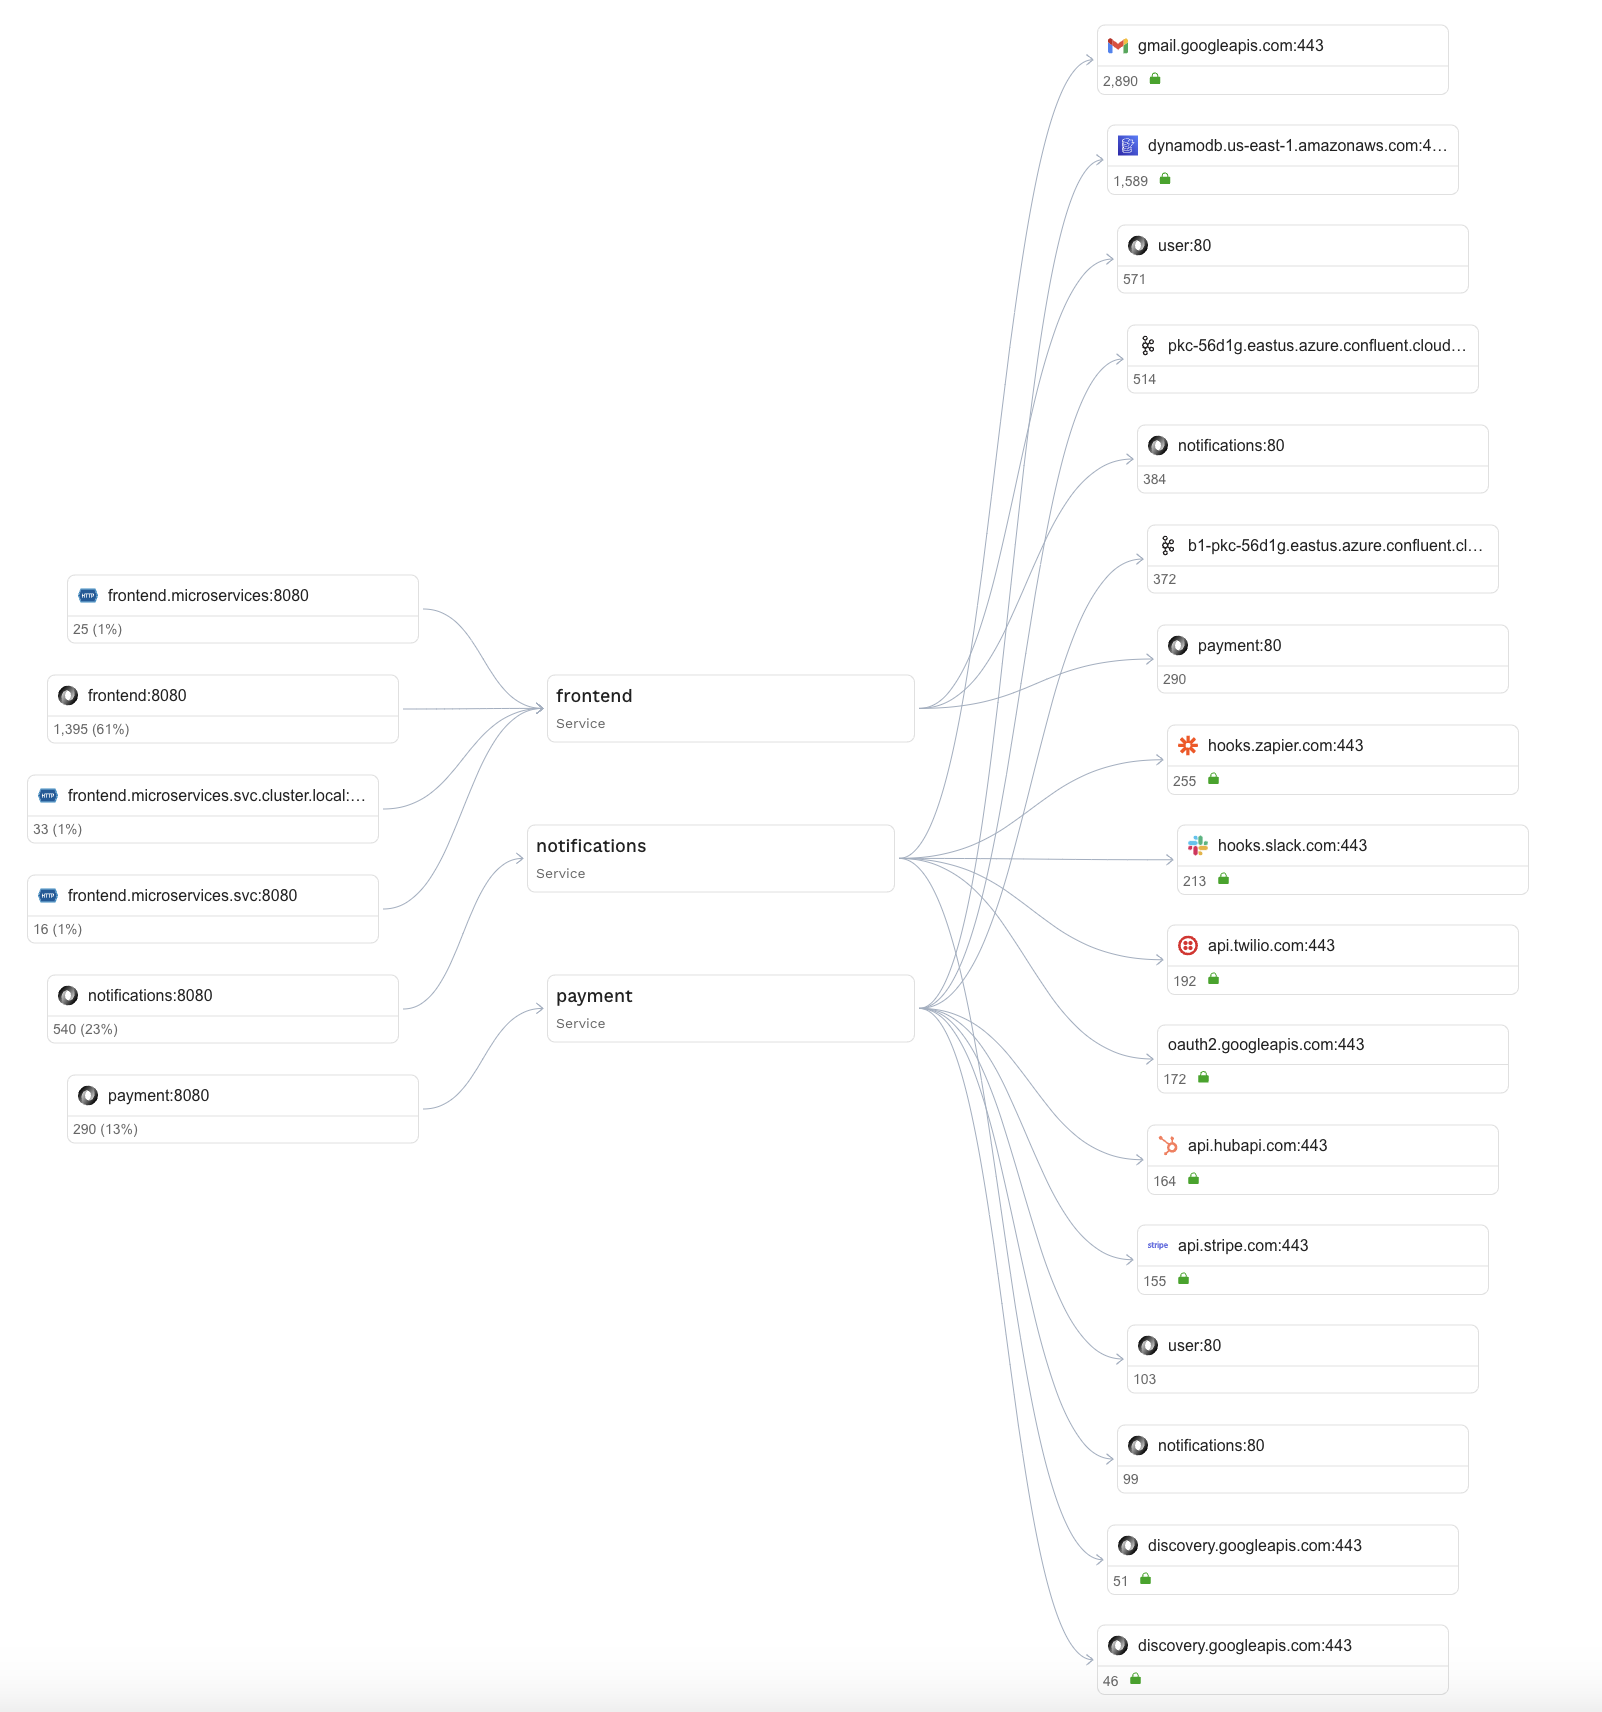 frontend.microservices:8080
25 (1%)
frontend:8080
1,395 (61%)
frontend.microservices.svc.cluster.local:…
33 (1%)
frontend.microservices.svc:8080
16 (1%)
notifications:8080
540 (23%)
payment:8080
290 (13%)
frontend
Service
notifications
Service
payment
Service
gmail.googleapis.com:443
2,890
dynamodb.us-east-1.amazonaws.com:4…
1,589
user:80
571
pkc-56d1g.eastus.azure.confluent.cloud…
514
notifications:80
384
b1-pkc-56d1g.eastus.azure.confluent.cl…
372
payment:80
290
hooks.zapier.com:443
255
hooks.slack.com:443
213
api.twilio.com:443
192
oauth2.googleapis.com:443
172
api.hubapi.com:443
164
stripe api.stripe.com:443
155
user:80
103
notifications:80
99
discovery.googleapis.com:443
51
discovery.googleapis.com:443
46